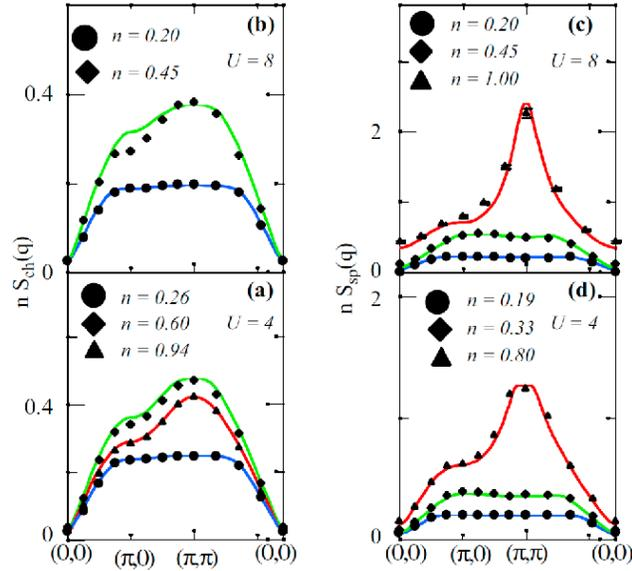 (b)
n = 0.20
n = 0.45
U = 8
0.4
0
(c)
n = 0.20
n = 0.45
n = 1.00
U = 8
2
0
n S_ch(q)
n S_sp(q)
(a)
n = 0.26
n = 0.60
n = 0.94
U = 4
0.4
0
(0,0) (π,0) (π,π) (0,0)
(d)
n = 0.19
n = 0.33
n = 0.80
U = 4
2
0
(0,0) (π,0) (π,π) (0,0)